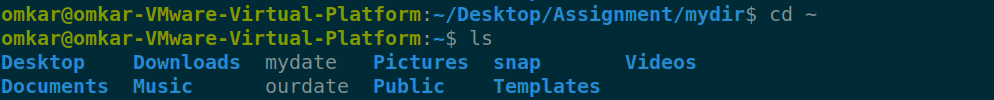 omkar@omkar-VMware-Virtual-Platform:~/Desktop/Assignment/mydir$ cd ~
omkar@omkar-VMware-Virtual-Platform:~$ ls
Desktop    Downloads  mydate   Pictures  snap       Videos
Documents  Music      ourdate  Public    Templates